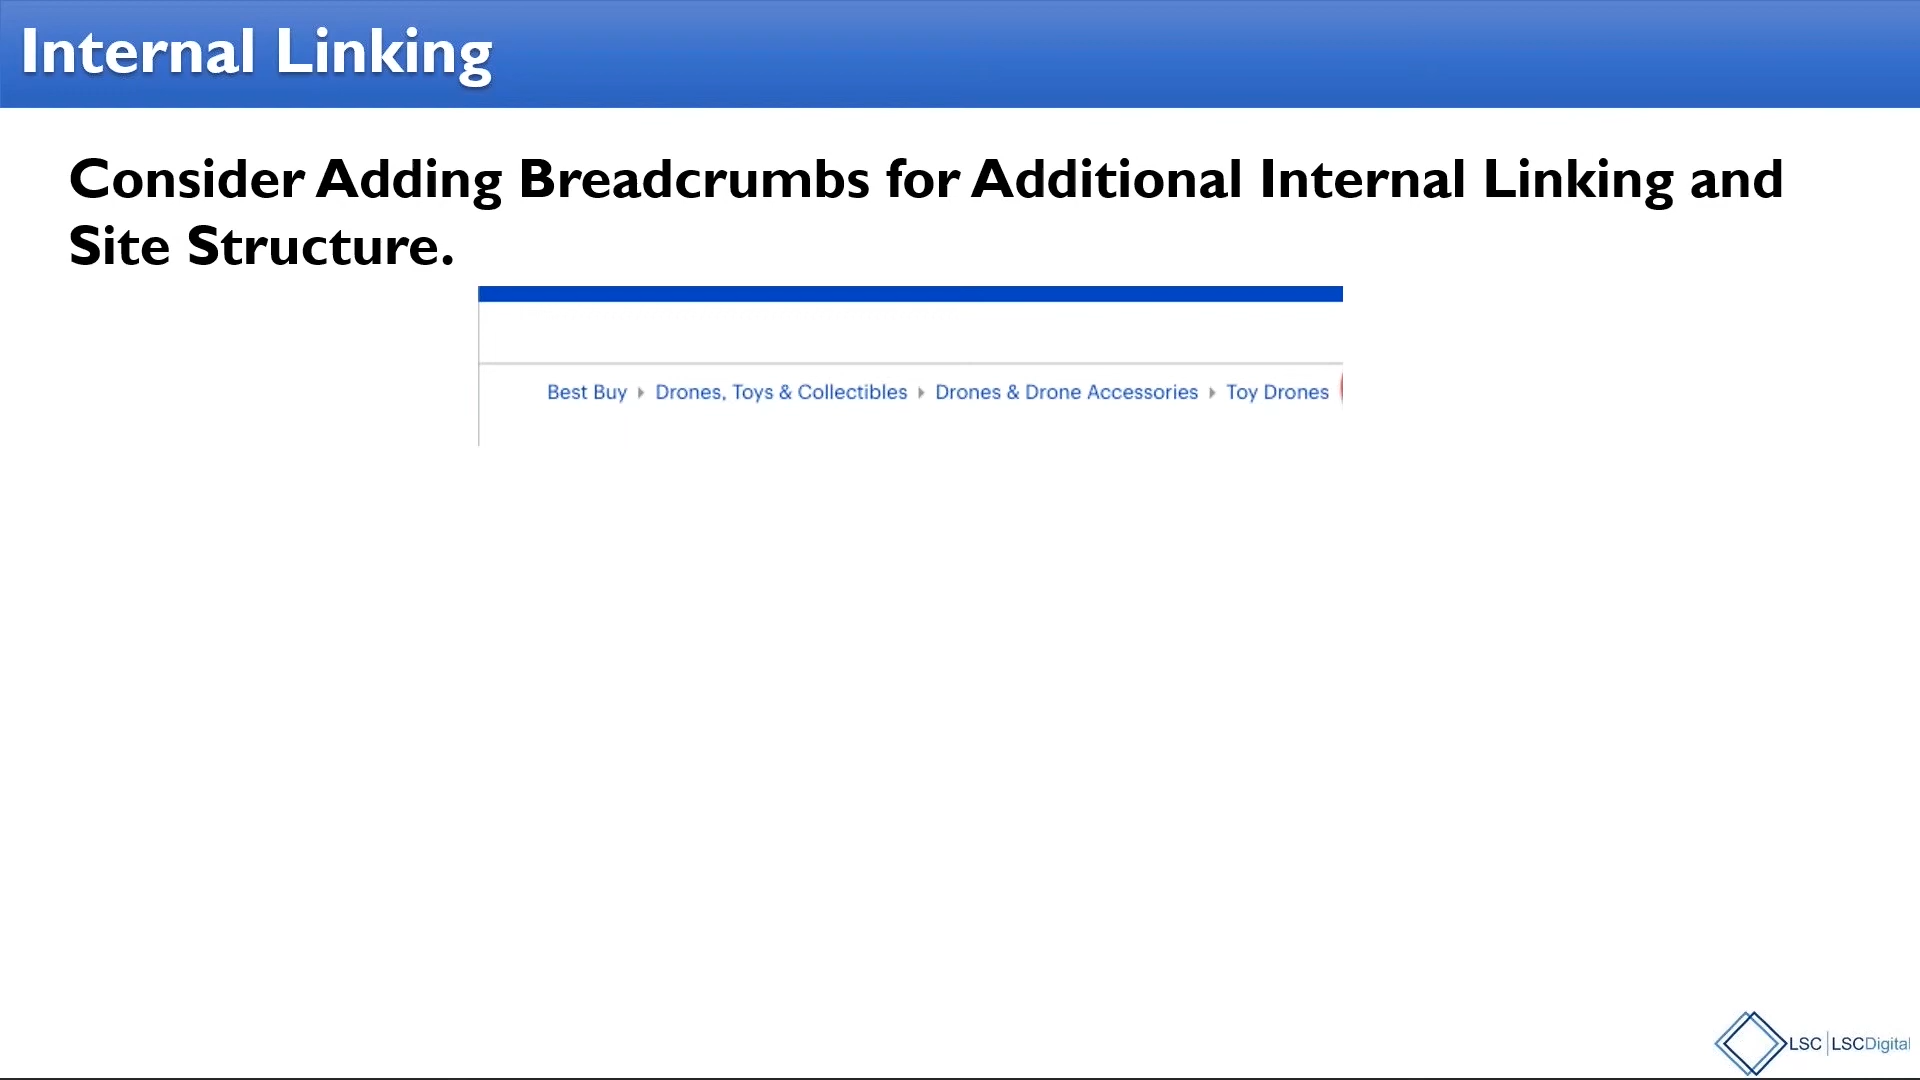 Internal Linking
Consider Adding Breadcrumbs for Additional Internal Linking and
Site Structure.
Best Buy Drones, Toys & Collectibles Drones & Drone Accessories Toy Drones
LSC LSCDigital